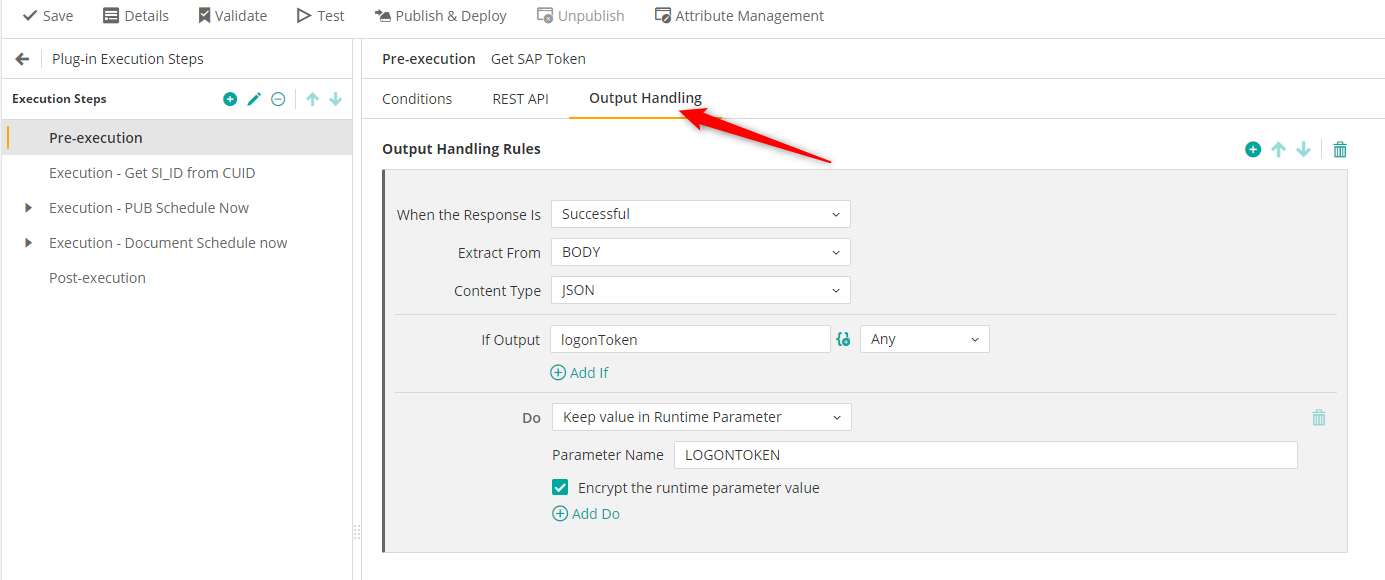 Save Details Validate Test Publish & Deploy Unpublish Attribute Management
Plug-in Execution Steps
Pre-execution Get SAP Token
Execution Steps
Conditions REST API Output Handling
Pre-execution
Execution - Get SI_ID from CUID
Execution - PUB Schedule Now
Execution - Document Schedule now
Post-execution
Output Handling Rules
When the Response Is Successful
Extract From BODY
Content Type JSON
If Output logonToken Any
Add If
Do Keep value in Runtime Parameter
Parameter Name LOGONTOKEN
Encrypt the runtime parameter value
Add Do